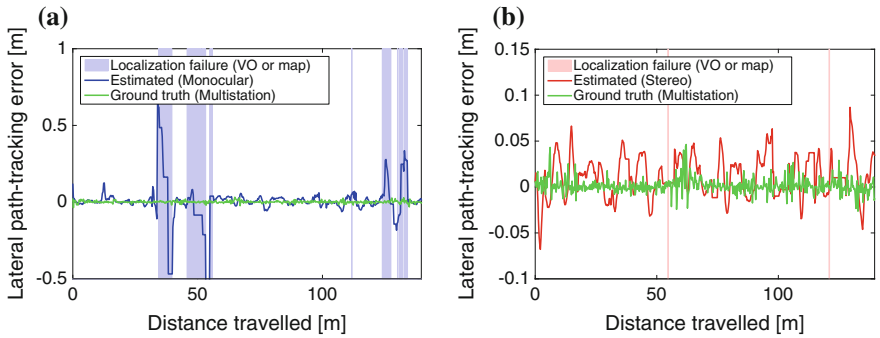 (a)
Lateral path-tracking error [m]
1
0.5
0
-0.5
Localization failure (VO or map)
Estimated (Monocular)
Ground truth (Multistation)
0 50 100
Distance travelled [m]
(b)
Lateral path-tracking error [m]
0.15
0.1
0.05
0
-0.05
-0.1
Localization failure (VO or map)
Estimated (Stereo)
Ground truth (Multistation)
0 50 100
Distance travelled [m]